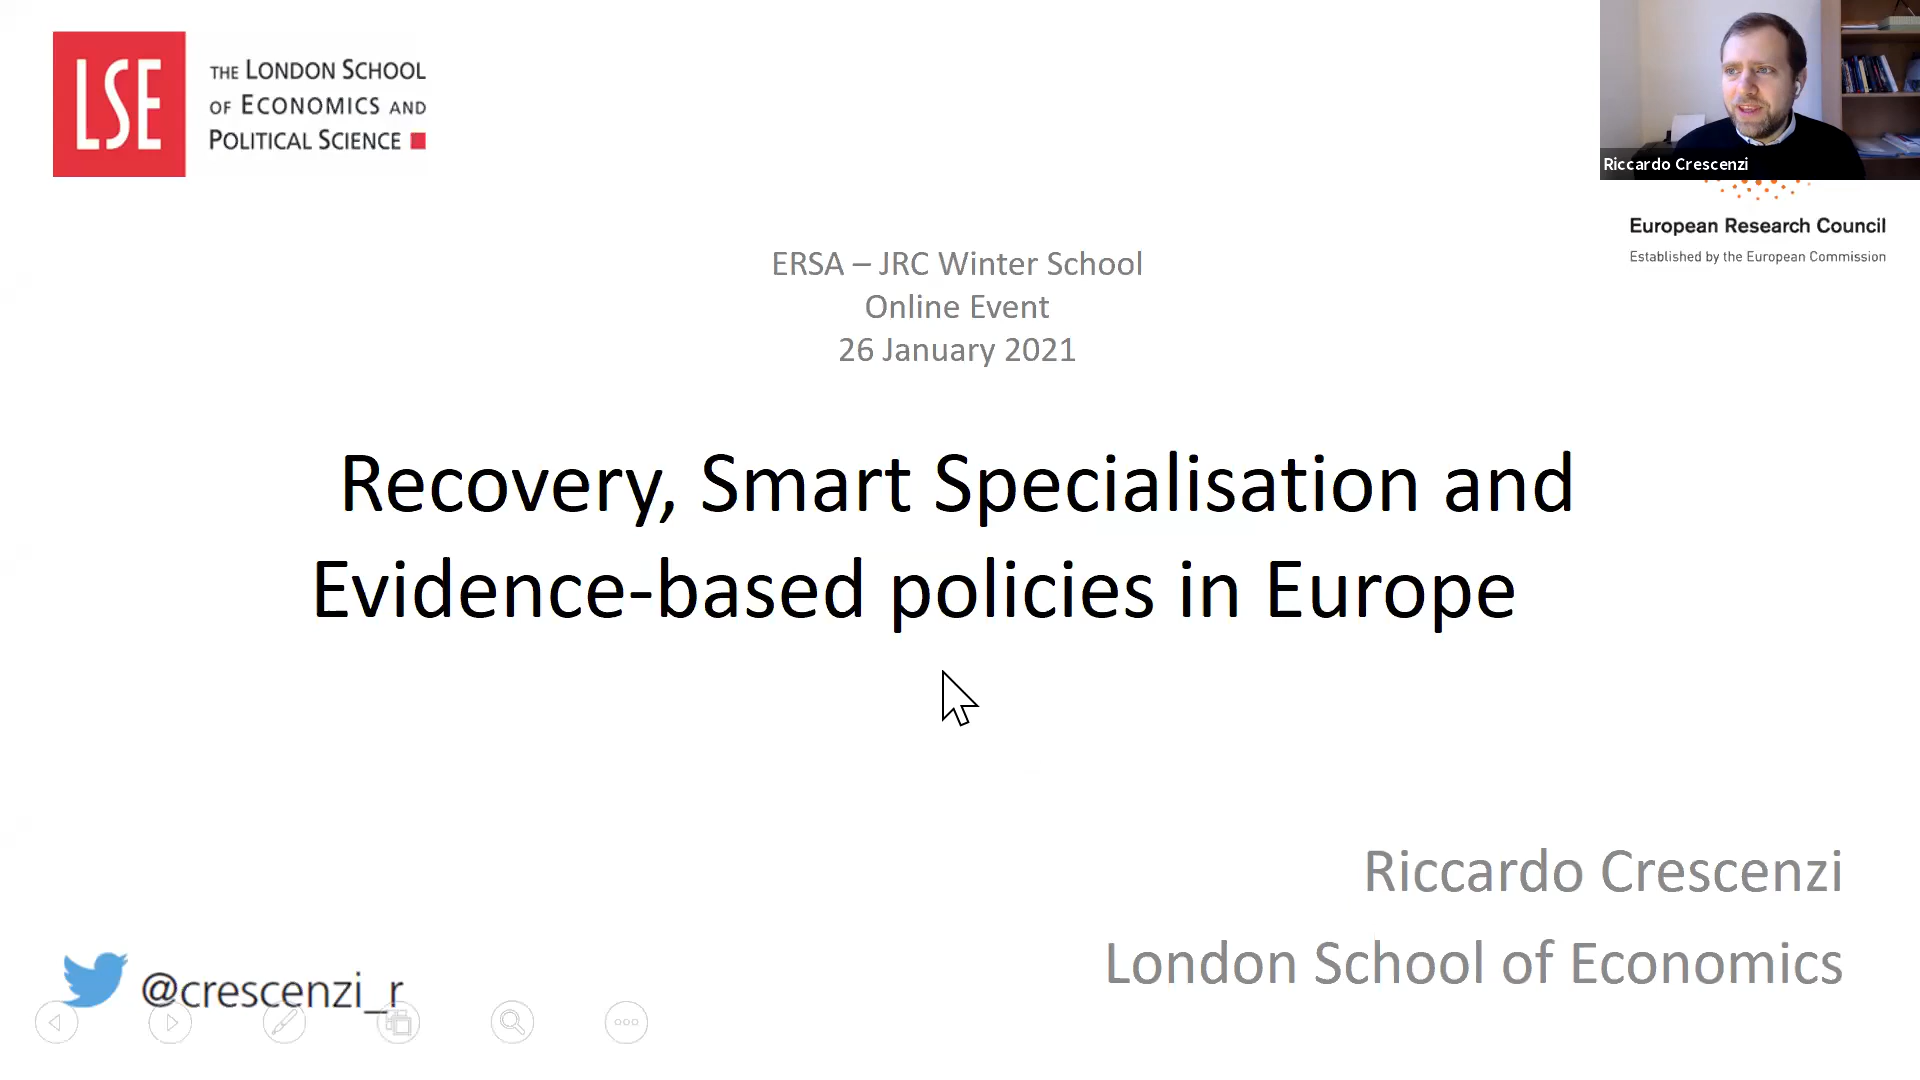 LSE
THE LONDON SCHOOL
OF ECONOMICS AND
POLITICAL SCIENCE
Riccardo Crescenzi
European Research Council
Established by the European Commission
ERSA – JRC Winter School
Online Event
26 January 2021
Recovery, Smart Specialisation and
Evidence-based policies in Europe
Riccardo Crescenzi
London School of Economics
@crescenzi_r